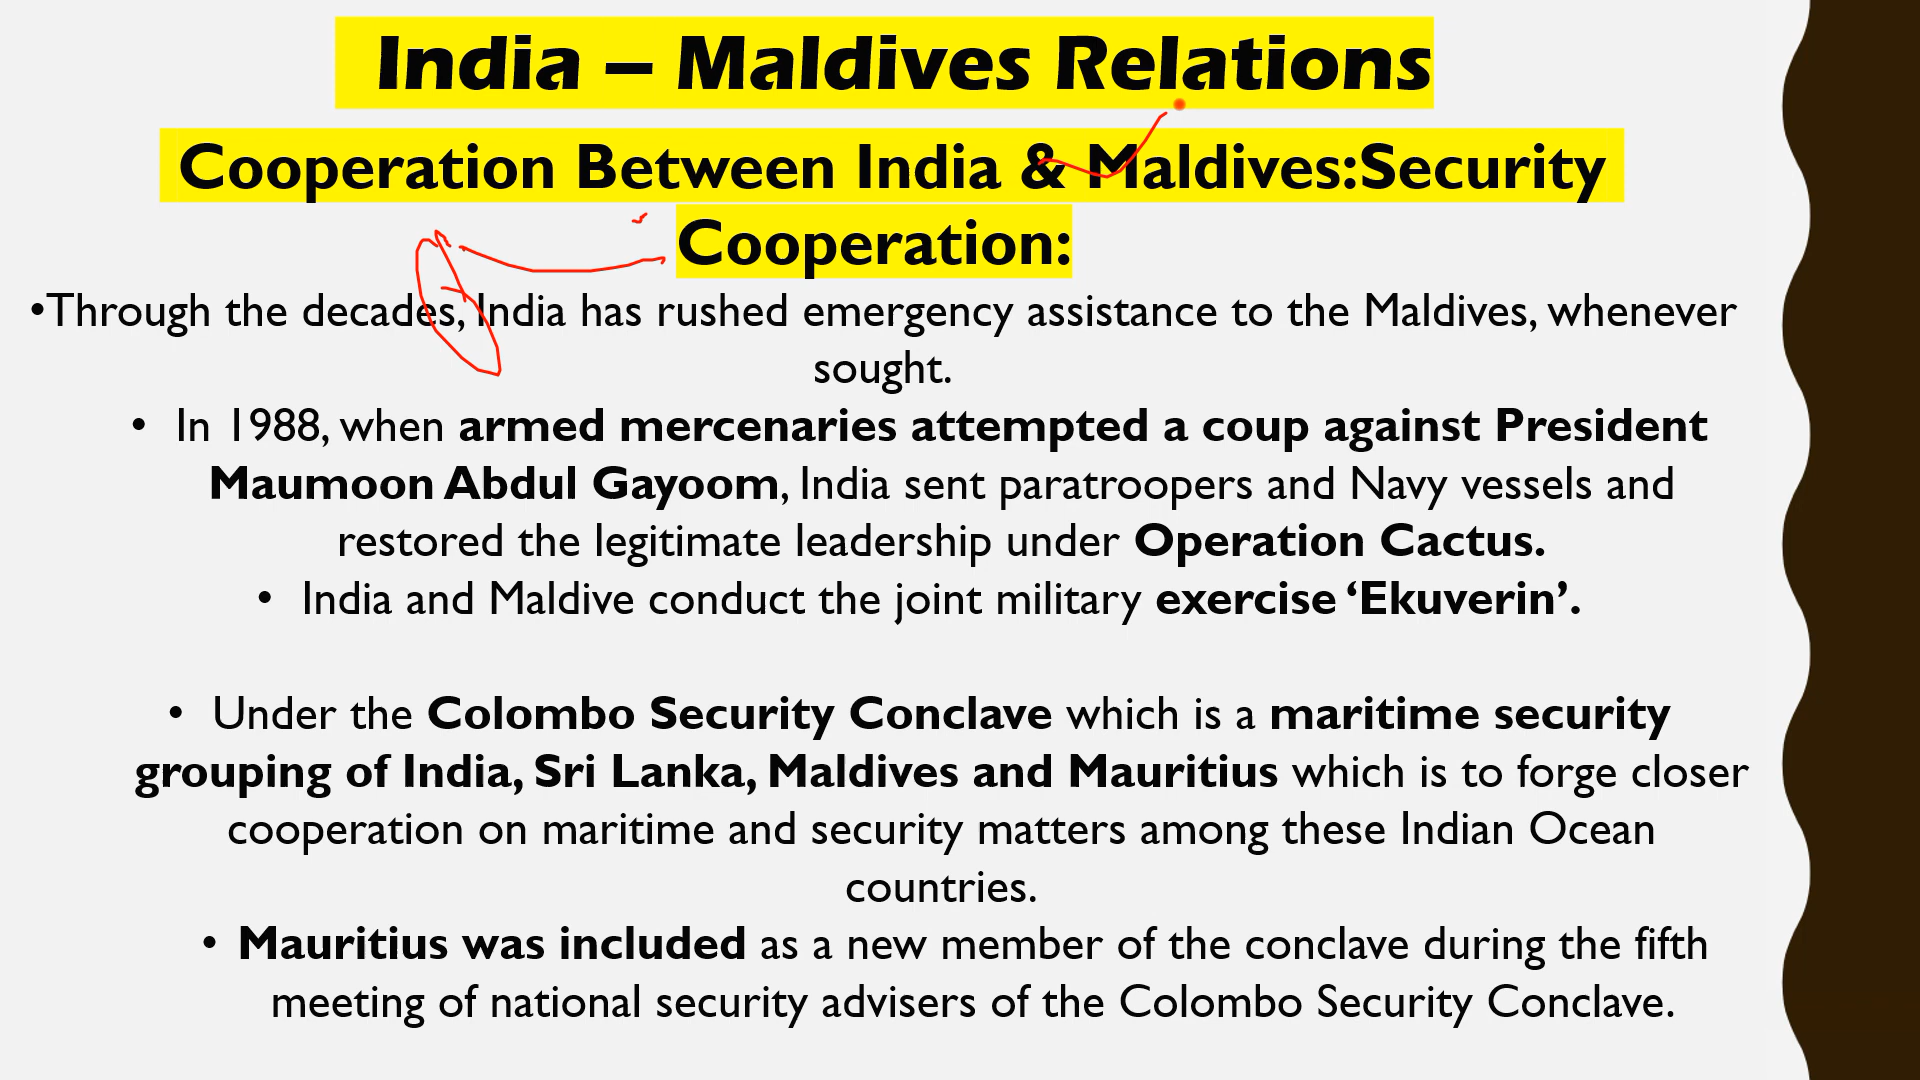 India – Maldives Relations
Cooperation Between India & Maldives:Security
Cooperation:
•Through the decades, India has rushed emergency assistance to the Maldives, whenever
sought.
• In 1988, when armed mercenaries attempted a coup against President
Maumoon Abdul Gayoom, India sent paratroopers and Navy vessels and
restored the legitimate leadership under Operation Cactus.
• India and Maldive conduct the joint military exercise ‘Ekuverin’.
• Under the Colombo Security Conclave which is a maritime security
grouping of India, Sri Lanka, Maldives and Mauritius which is to forge closer
cooperation on maritime and security matters among these Indian Ocean
countries.
• Mauritius was included as a new member of the conclave during the fifth
meeting of national security advisers of the Colombo Security Conclave.